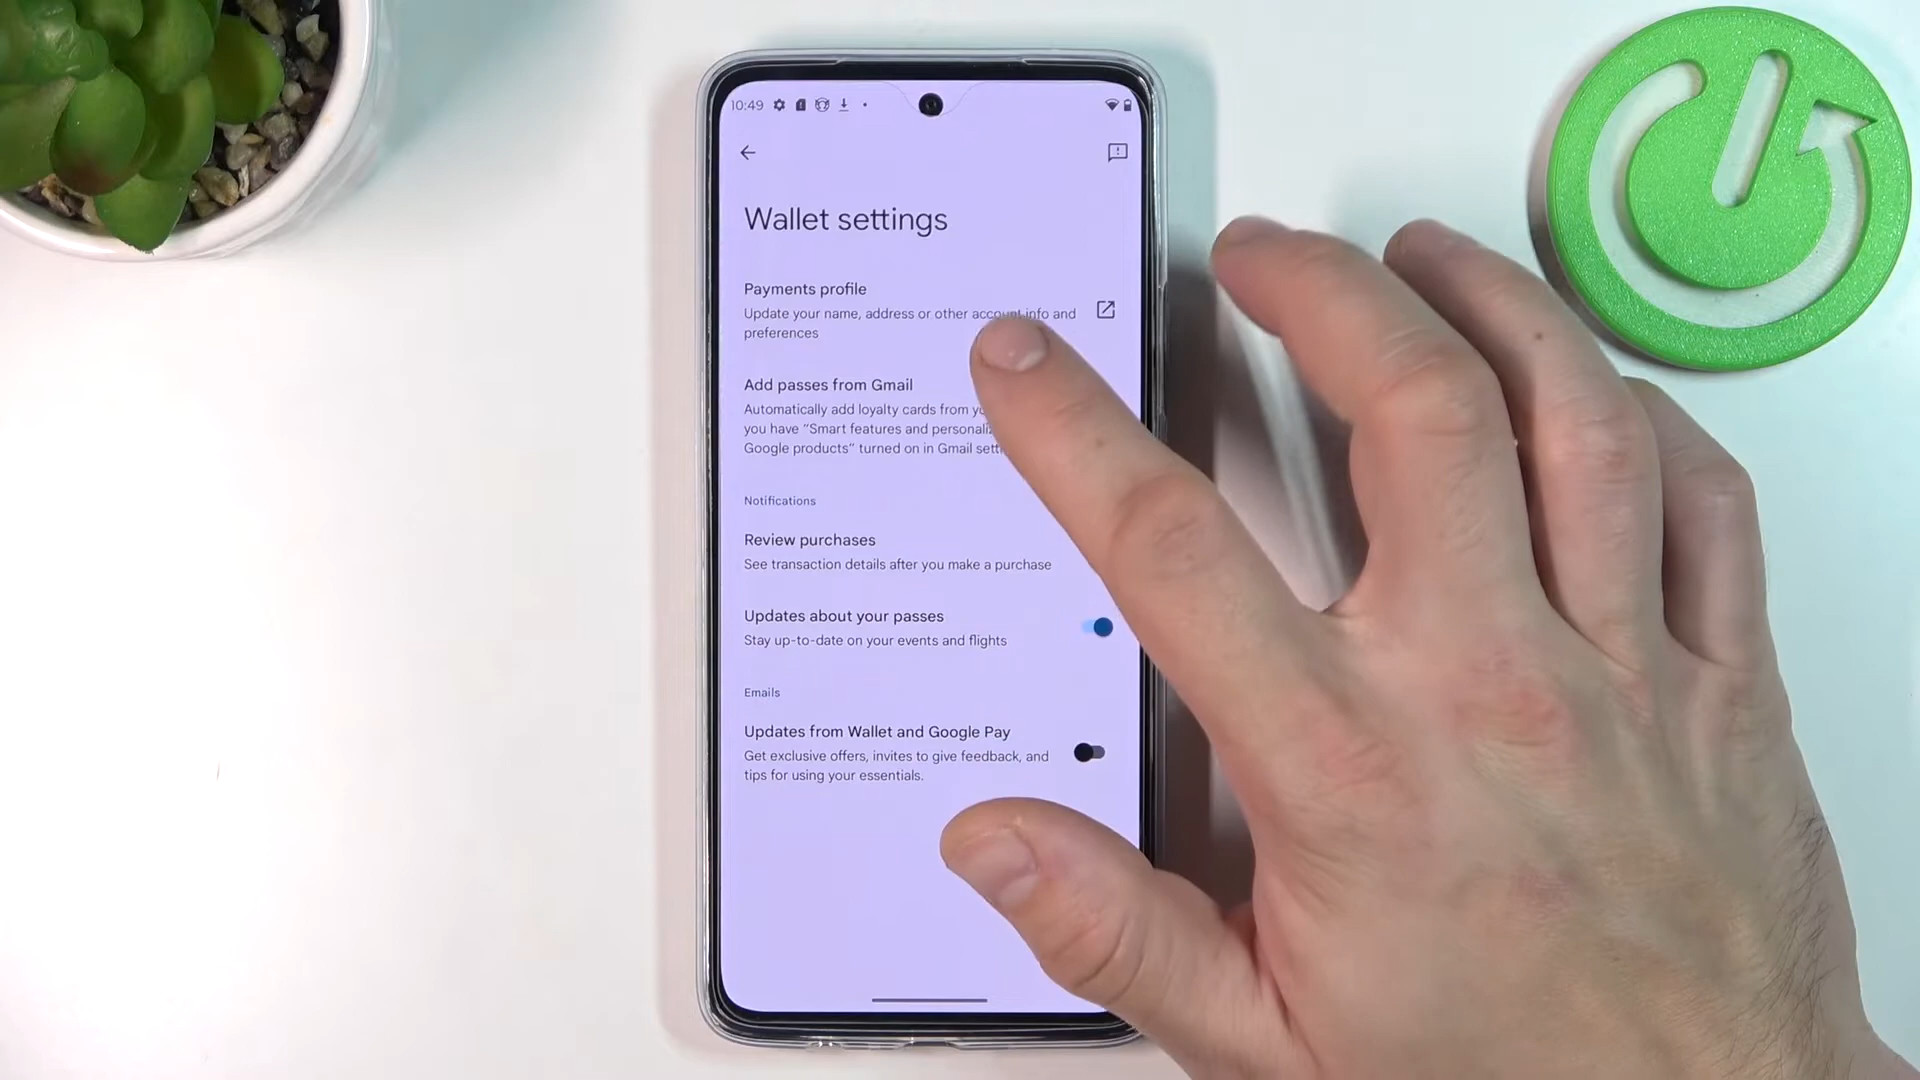 10:49
Wallet settings
Payments profile
Update your name, address or other account info and
preferences
Add passes from Gmail
Automatically add loyalty cards from
you have “Smart features and
Google products” turned on in Gmail
Notifications
Review purchases
See transaction details after you make a purchase
Updates about your passes
Stay up-to-date on your events and flights
Emails
Updates from Wallet and Google Pay
Get exclusive offers, invites to give feedback, and
tips for using your essentials.